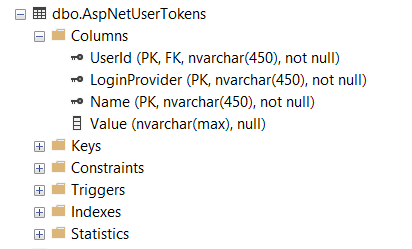 dbo.AspNetUserTokens
Columns
UserId (PK, FK, nvarchar(450), not null)
LoginProvider (PK, nvarchar(450), not null)
Name (PK, nvarchar(450), not null)
Value (nvarchar(max), null)
Keys
Constraints
Triggers
Indexes
Statistics